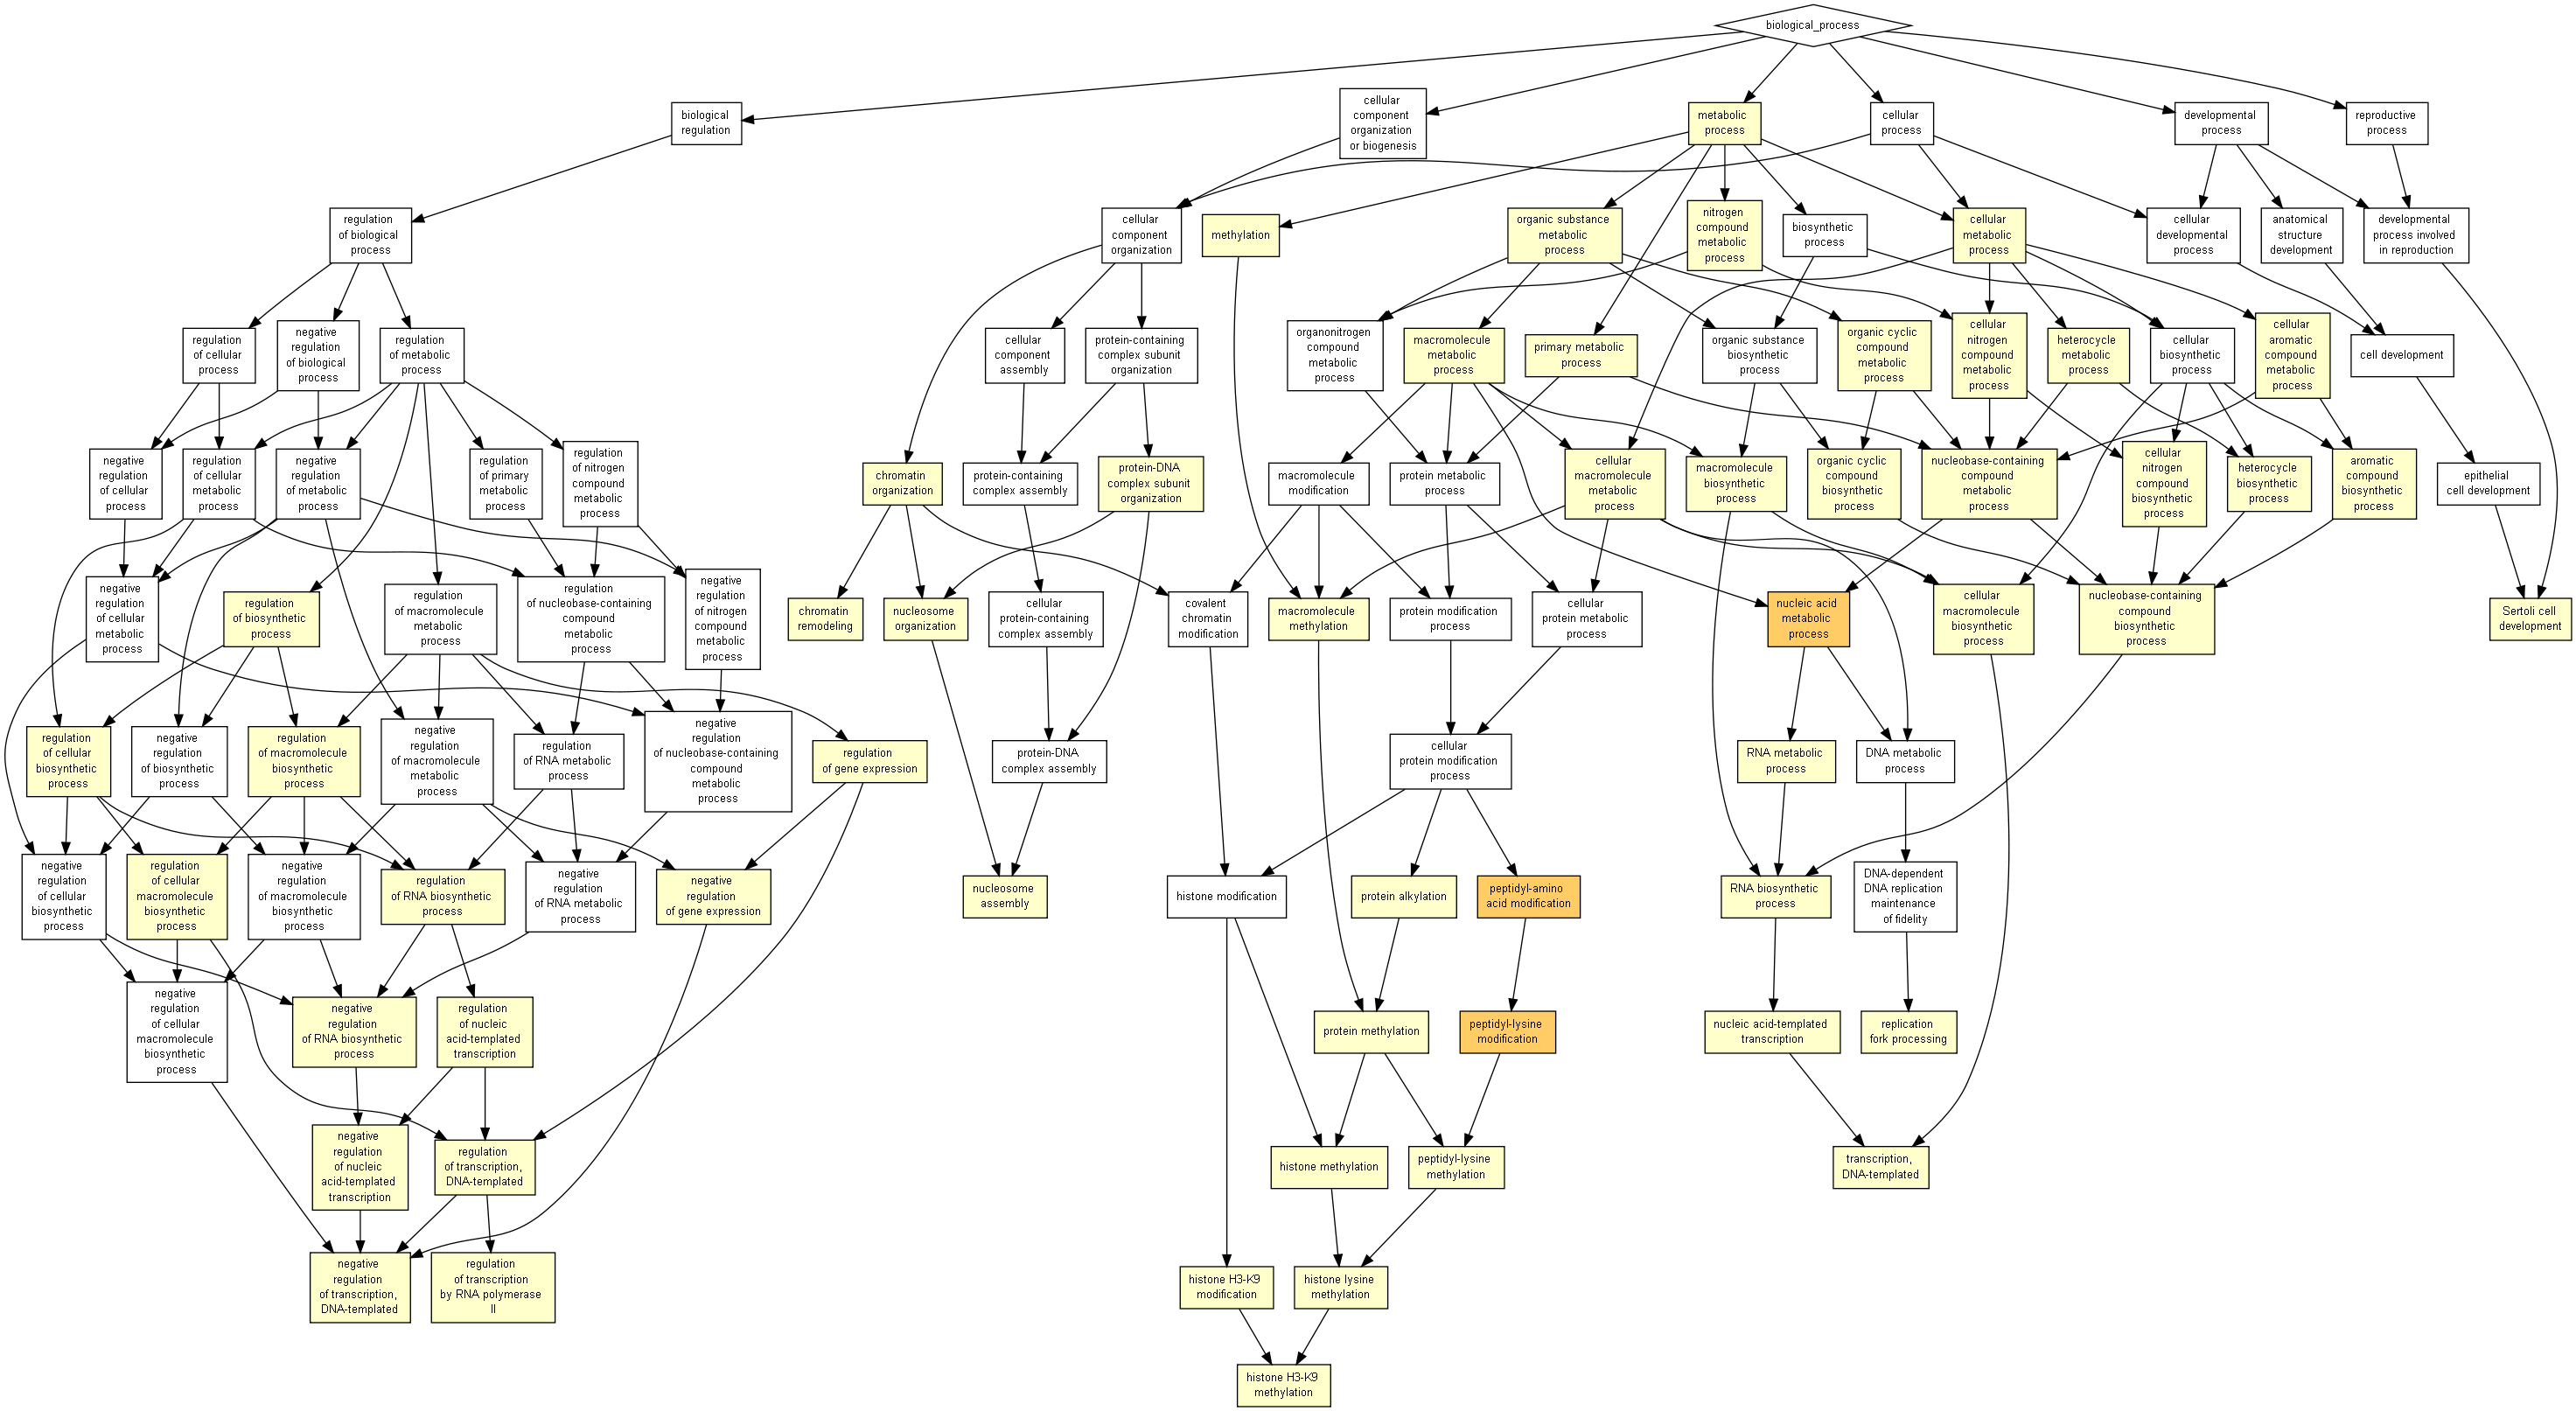 biological_process
biological
regulation
cellular
component
organization
or biogenesis
metabolic
process
cellular
process
developmental
process
reproductive
process
regulation
of biological
process
cellular
component
organization
methylation
organic substance
metabolic
process
nitrogen
compound
metabolic
process
biosynthetic
process
cellular
metabolic
process
cellular
developmental
process
anatomical
structure
development
developmental
process involved
in reproduction
regulation
of cellular
process
negative
regulation
of biological
process
regulation
of metabolic
process
cellular
component
assembly
protein-containing
complex subunit
organization
organonitrogen
compound
metabolic
process
macromolecule
metabolic
process
primary metabolic
process
organic substance
biosynthetic
process
organic cyclic
compound
metabolic
process
cellular
nitrogen
compound
metabolic
process
heterocycle
metabolic
process
cellular
biosynthetic
process
cellular
aromatic
compound
metabolic
process
cell development
negative
regulation
of cellular
process
regulation
of cellular
metabolic
process
negative
regulation
of metabolic
process
regulation
of primary
metabolic
process
regulation
of nitrogen
compound
metabolic
process
chromatin
organization
protein-containing
complex assembly
protein-DNA
complex subunit
organization
macromolecule
modification
protein metabolic
process
cellular
macromolecule
metabolic
process
macromolecule
biosynthetic
process
organic cyclic
compound
biosynthetic
process
nucleobase-containing
compound
metabolic
process
cellular
nitrogen
compound
biosynthetic
process
heterocycle
biosynthetic
process
aromatic
compound
biosynthetic
process
epithelial
cell development
negative
regulation
of cellular
metabolic
process
regulation
of biosynthetic
process
regulation
of macromolecule
metabolic
process
regulation
of nucleobase-containing
compound
metabolic
process
negative
regulation
of nitrogen
compound
metabolic
process
chromatin
remodeling
nucleosome
organization
cellular
protein-containing
complex assembly
covalent
chromatin
modification
macromolecule
methylation
protein modification
process
cellular
protein metabolic
process
nucleic acid
metabolic
process
cellular
macromolecule
biosynthetic
process
nucleobase-containing
compound
biosynthetic
process
Sertoli cell
development
regulation
of cellular
biosynthetic
process
negative
regulation
of biosynthetic
process
regulation
of macromolecule
biosynthetic
process
negative
regulation
of macromolecule
metabolic
process
regulation
of RNA metabolic
process
negative
regulation
of nucleobase-containing
compound
metabolic
process
regulation
of gene expression
protein-DNA
complex assembly
cellular
protein modification
process
RNA metabolic
process
DNA metabolic
process
negative
regulation
of cellular
biosynthetic
process
regulation
of cellular
macromolecule
biosynthetic
process
negative
regulation
of macromolecule
biosynthetic
process
regulation
of RNA biosynthetic
process
negative
regulation
of RNA metabolic
process
negative
regulation
of gene expression
nucleosome
assembly
histone modification
protein alkylation
peptidyl-amino
acid modification
RNA biosynthetic
process
DNA-dependent
DNA replication
maintenance
of fidelity
negative
regulation
of cellular
macromolecule
biosynthetic
process
negative
regulation
of RNA biosynthetic
process
regulation
of nucleic
acid-templated
transcription
protein methylation
peptidyl-lysine
modification
nucleic acid-templated
transcription
replication
fork processing
negative
regulation
of nucleic
acid-templated
transcription
regulation
of transcription,
DNA-templated
histone methylation
peptidyl-lysine
methylation
transcription,
DNA-templated
negative
regulation
of transcription,
DNA-templated
regulation
of transcription
by RNA polymerase
II
histone H3-K9
modification
histone lysine
methylation
histone H3-K9
methylation